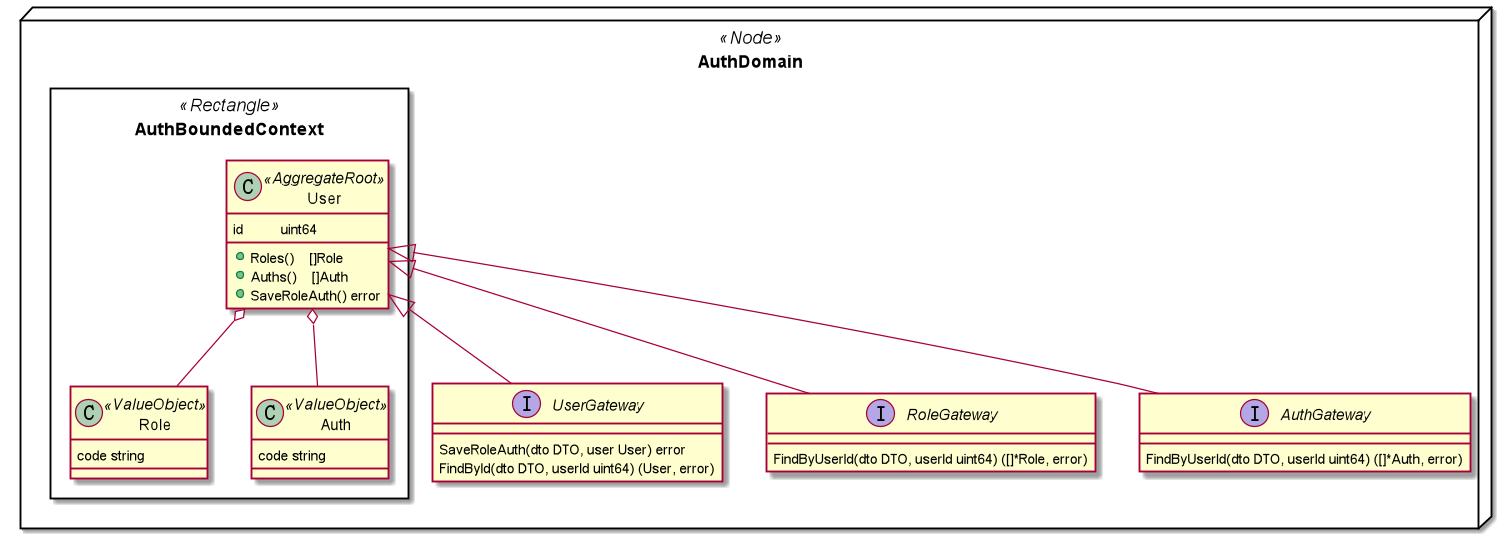 «Node»
AuthDomain
«Rectangle»
AuthBoundedContext
C «AggregateRoot»
User
id uint64
Roles() []Role
Auths() []Auth
SaveRoleAuth() error
C «ValueObject»
Role
code string
C «ValueObject»
Auth
code string
I UserGateway
SaveRoleAuth(dto DTO, user User) error
FindById(dto DTO, userId uint64) (User, error)
I RoleGateway
FindByUserId(dto DTO, userId uint64) ([]*Role, error)
I AuthGateway
FindByUserId(dto DTO, userId uint64) ([]*Auth, error)